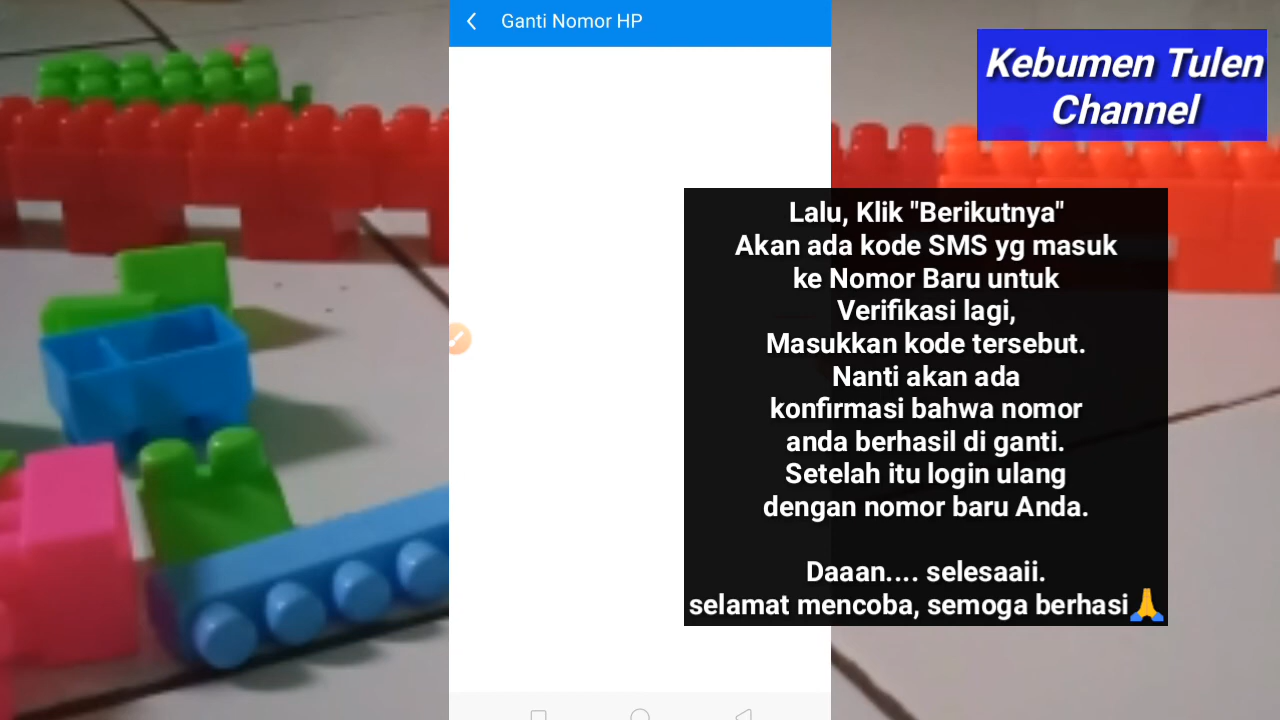 Ganti Nomor HP
Kebumen Tulen
Channel
Lalu, Klik "Berikutnya"
Akan ada kode SMS yg masuk
ke Nomor Baru untuk
Verifikasi lagi,
Masukkan kode tersebut.
Nanti akan ada
konfirmasi bahwa nomor
anda berhasil di ganti.
Setelah itu login ulang
dengan nomor baru Anda.
Daaan.... selesaaii.
selamat mencoba, semoga berhasi🙏